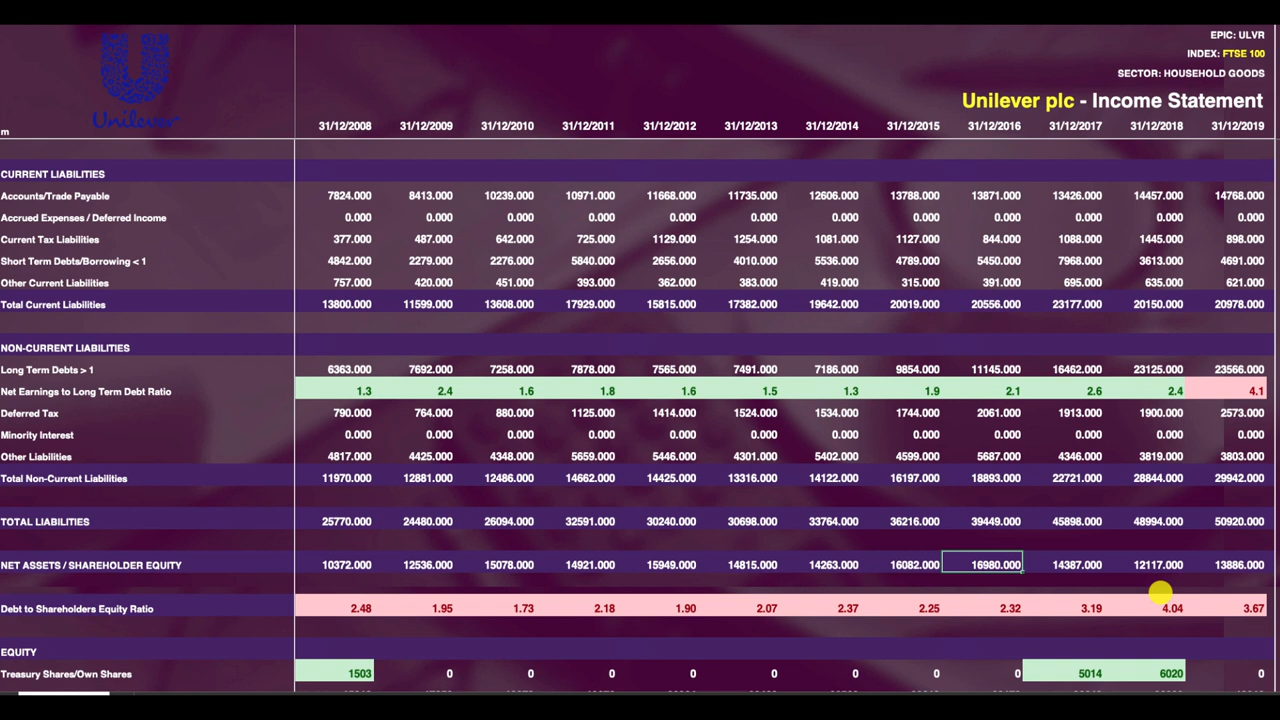 Unilever
EPIC: ULVR
INDEX: FTSE 100
SECTOR: HOUSEHOLD GOODS
Unilever plc - Income Statement
m 31/12/2008 31/12/2009 31/12/2010 31/12/2011 31/12/2012 31/12/2013 31/12/2014 31/12/2015 31/12/2016 31/12/2017 31/12/2018 31/12/2019
CURRENT LIABILITIES
Accounts/Trade Payable 7824.000 8413.000 10239.000 10971.000 11668.000 11735.000 12606.000 13788.000 13871.000 13426.000 14457.000 14768.000
Accrued Expenses / Deferred Income 0.000 0.000 0.000 0.000 0.000 0.000 0.000 0.000 0.000 0.000 0.000 0.000
Current Tax Liabilities 377.000 487.000 642.000 725.000 1129.000 1254.000 1081.000 1127.000 844.000 1088.000 1445.000 898.000
Short Term Debts/Borrowing < 1 4842.000 2279.000 2276.000 5840.000 2656.000 4010.000 5536.000 4789.000 5450.000 7968.000 3613.000 4691.000
Other Current Liabilities 757.000 420.000 451.000 393.000 362.000 383.000 419.000 315.000 391.000 695.000 635.000 621.000
Total Current Liabilities 13800.000 11599.000 13608.000 17929.000 15815.000 17382.000 19642.000 20019.000 20556.000 23177.000 20150.000 20978.000
NON-CURRENT LIABILITIES
Long Term Debts > 1 6363.000 7692.000 7258.000 7878.000 7565.000 7491.000 7186.000 9854.000 11145.000 16462.000 23125.000 23566.000
Net Earnings to Long Term Debt Ratio 1.3 2.4 1.6 1.8 1.6 1.5 1.3 1.9 2.1 2.6 2.4 4.1
Deferred Tax 790.000 764.000 880.000 1125.000 1414.000 1524.000 1534.000 1744.000 2061.000 1913.000 1900.000 2573.000
Minority Interest 0.000 0.000 0.000 0.000 0.000 0.000 0.000 0.000 0.000 0.000 0.000 0.000
Other Liabilities 4817.000 4425.000 4348.000 5659.000 5446.000 4301.000 5402.000 4599.000 5687.000 4346.000 3819.000 3803.000
Total Non-Current Liabilities 11970.000 12881.000 12486.000 14662.000 14425.000 13316.000 14122.000 16197.000 18893.000 22721.000 28844.000 29942.000
TOTAL LIABILITIES 25770.000 24480.000 26094.000 32591.000 30240.000 30698.000 33764.000 36216.000 39449.000 45898.000 48994.000 50920.000
NET ASSETS / SHAREHOLDER EQUITY 10372.000 12536.000 15078.000 14921.000 15949.000 14815.000 14263.000 16082.000 16980.000 14387.000 12117.000 13886.000
Debt to Shareholders Equity Ratio 2.48 1.95 1.73 2.18 1.90 2.07 2.37 2.25 2.32 3.19 4.04 3.67
EQUITY
Treasury Shares/Own Shares 1503 0 0 0 0 0 0 0 0 5014 6020 0